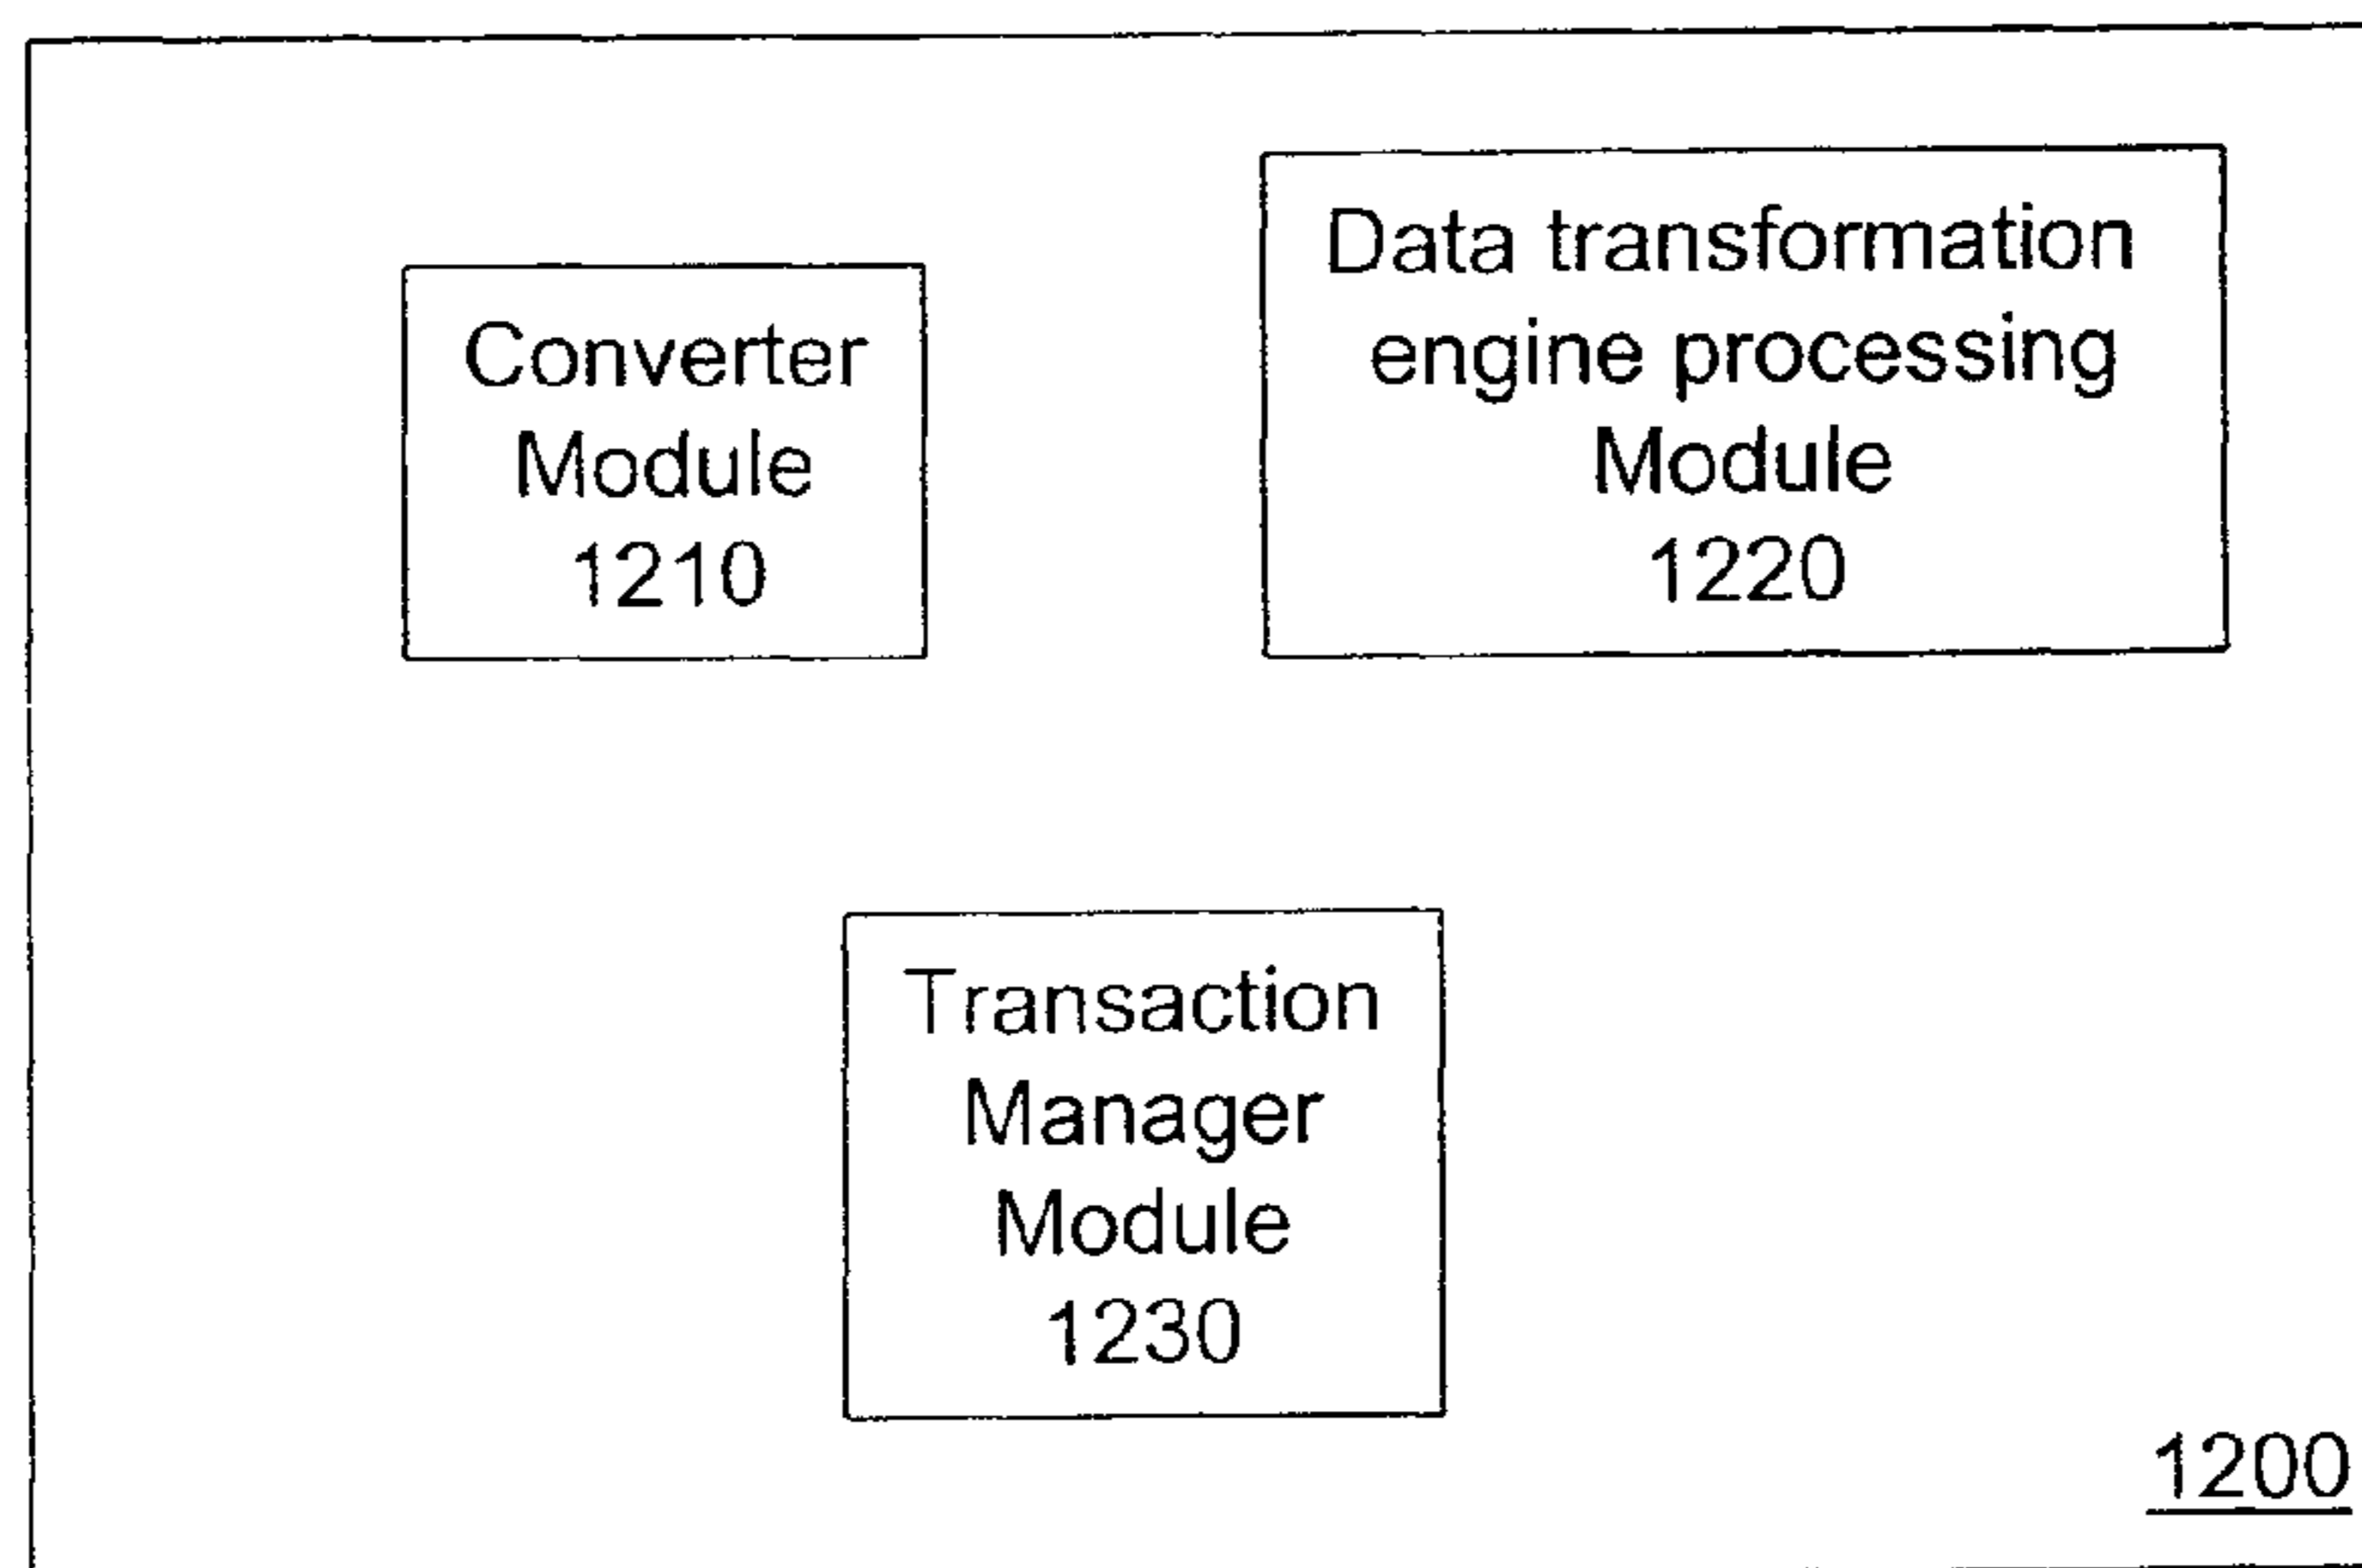 Converter
Module
1210
Data transformation
engine processing
Module
1220
Transaction
Manager
Module
1230
1200